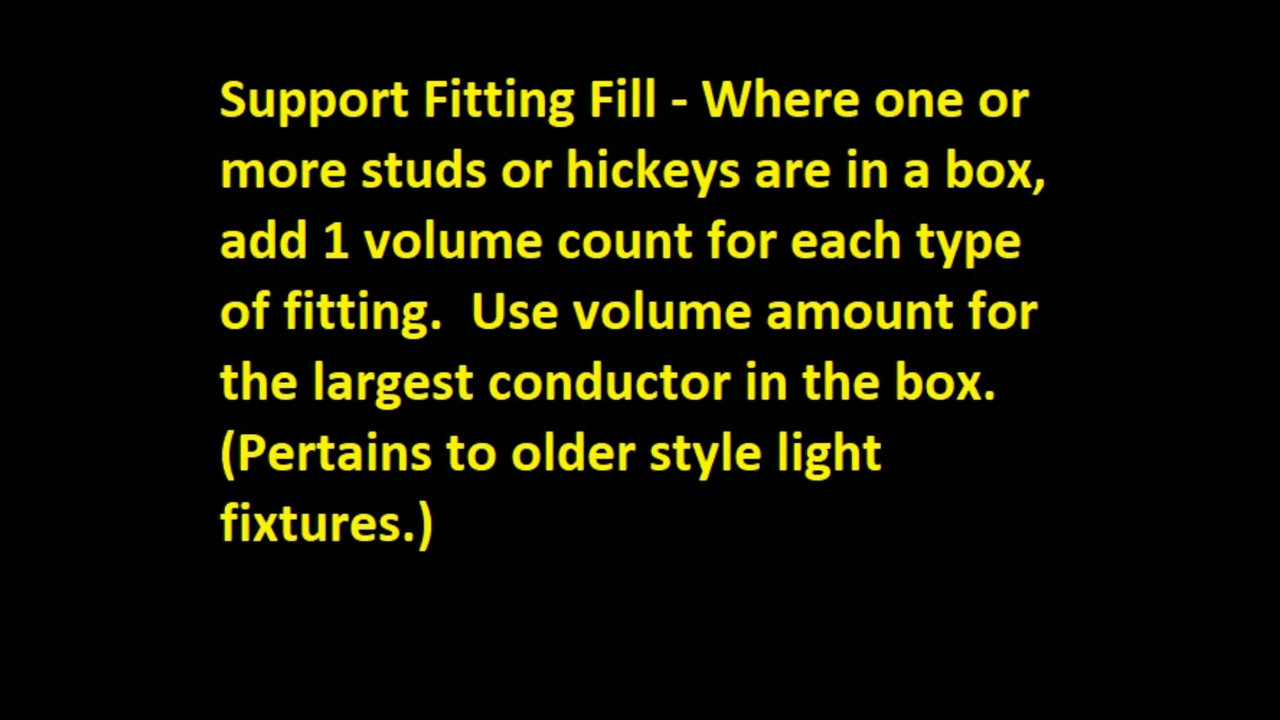 Support Fitting Fill - Where one or
more studs or hickeys are in a box,
add 1 volume count for each type
of fitting.  Use volume amount for
the largest conductor in the box.
(Pertains to older style light
fixtures.)